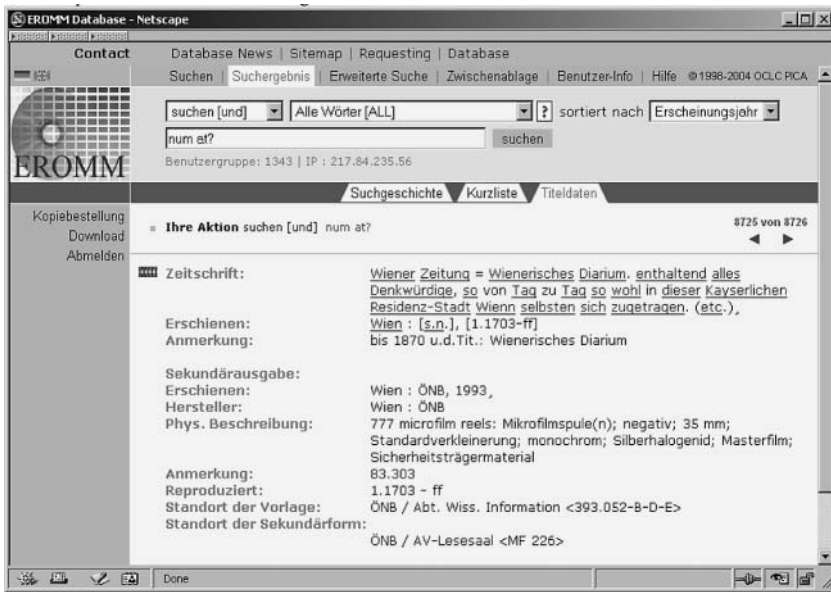 EROMM Database - Netscape
Contact Database News | Sitemap | Requesting | Database
Suchen | Suchergebnis | Erweiterte Suche | Zwischenablage | Benutzer-Info | Hilfe ©1998-2004 OCLC PICA
suchen [und] Alle Wörter [ALL] ? sortiert nach Erscheinungsjahr
num at? suchen
Benutzergruppe: 1343 | IP : 217.84.235.56
EROMM
Suchgeschichte Kurzliste Titeldaten
Kopiebestellung
Download
Abmelden
Ihre Aktion suchen [und] num at? 8725 von 8726
Zeitschrift: Wiener Zeitung = Wienerisches Diarium. enthaltend alles
Denkwürdige, so von Tag zu Tag so wohl in dieser Kayserlichen
Residenz-Stadt Wienn selbsten sich zugetragen. (etc.),
Erschienen: Wien : [s.n.], [1.1703-ff]
Anmerkung: bis 1870 u.d.Tit.: Wienerisches Diarium
Sekundärausgabe:
Erschienen: Wien : ÖNB, 1993,
Hersteller: Wien : ÖNB
Phys. Beschreibung: 777 microfilm reels: Mikrofilmspule(n); negativ; 35 mm;
Standardverkleinerung; monochrom; Silberhalogenid; Masterfilm;
Sicherheitsträgermaterial
Anmerkung: 83.303
Reproduziert: 1.1703 - ff
Standort der Vorlage: ÖNB / Abt. Wiss. Information <393.052-B-D-E>
Standort der Sekundärform:
ÖNB / AV-Lesesaal <MF 226>
Done